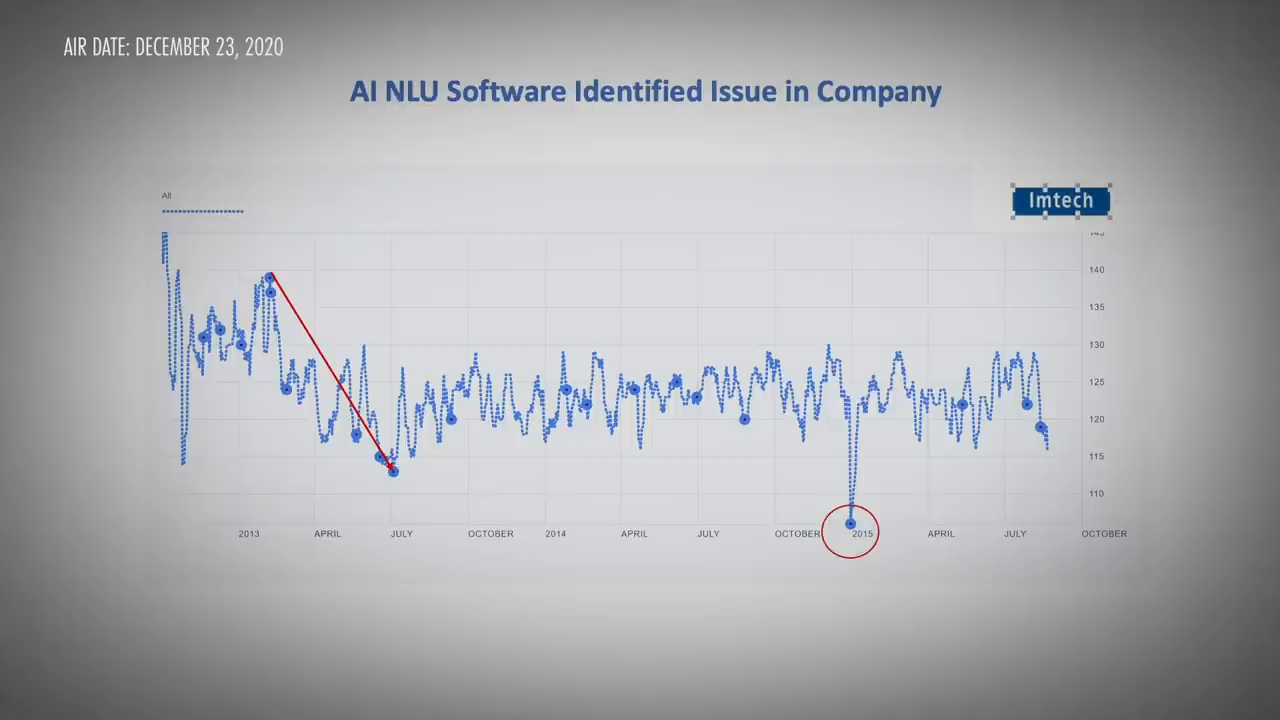 AIR DATE: DECEMBER 23, 2020
AI NLU Software Identified Issue in Company
All
Imtech
145
140
135
130
125
120
115
110
2013 APRIL JULY OCTOBER 2014 APRIL JULY OCTOBER 2015 APRIL JULY OCTOBER